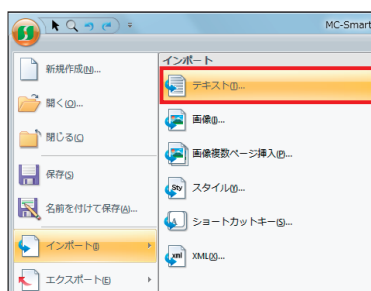 MC-Smart
新規作成(N)...
開く(O)...
閉じる(C)
保存(S)
名前を付けて保存(A)...
インポート(I)
エクスポート(E)
インポート
テキスト(T)...
画像(I)...
画像複数ページ挿入(P)...
Sty スタイル(Y)...
ショートカットキー(S)...
xml XML(X)...